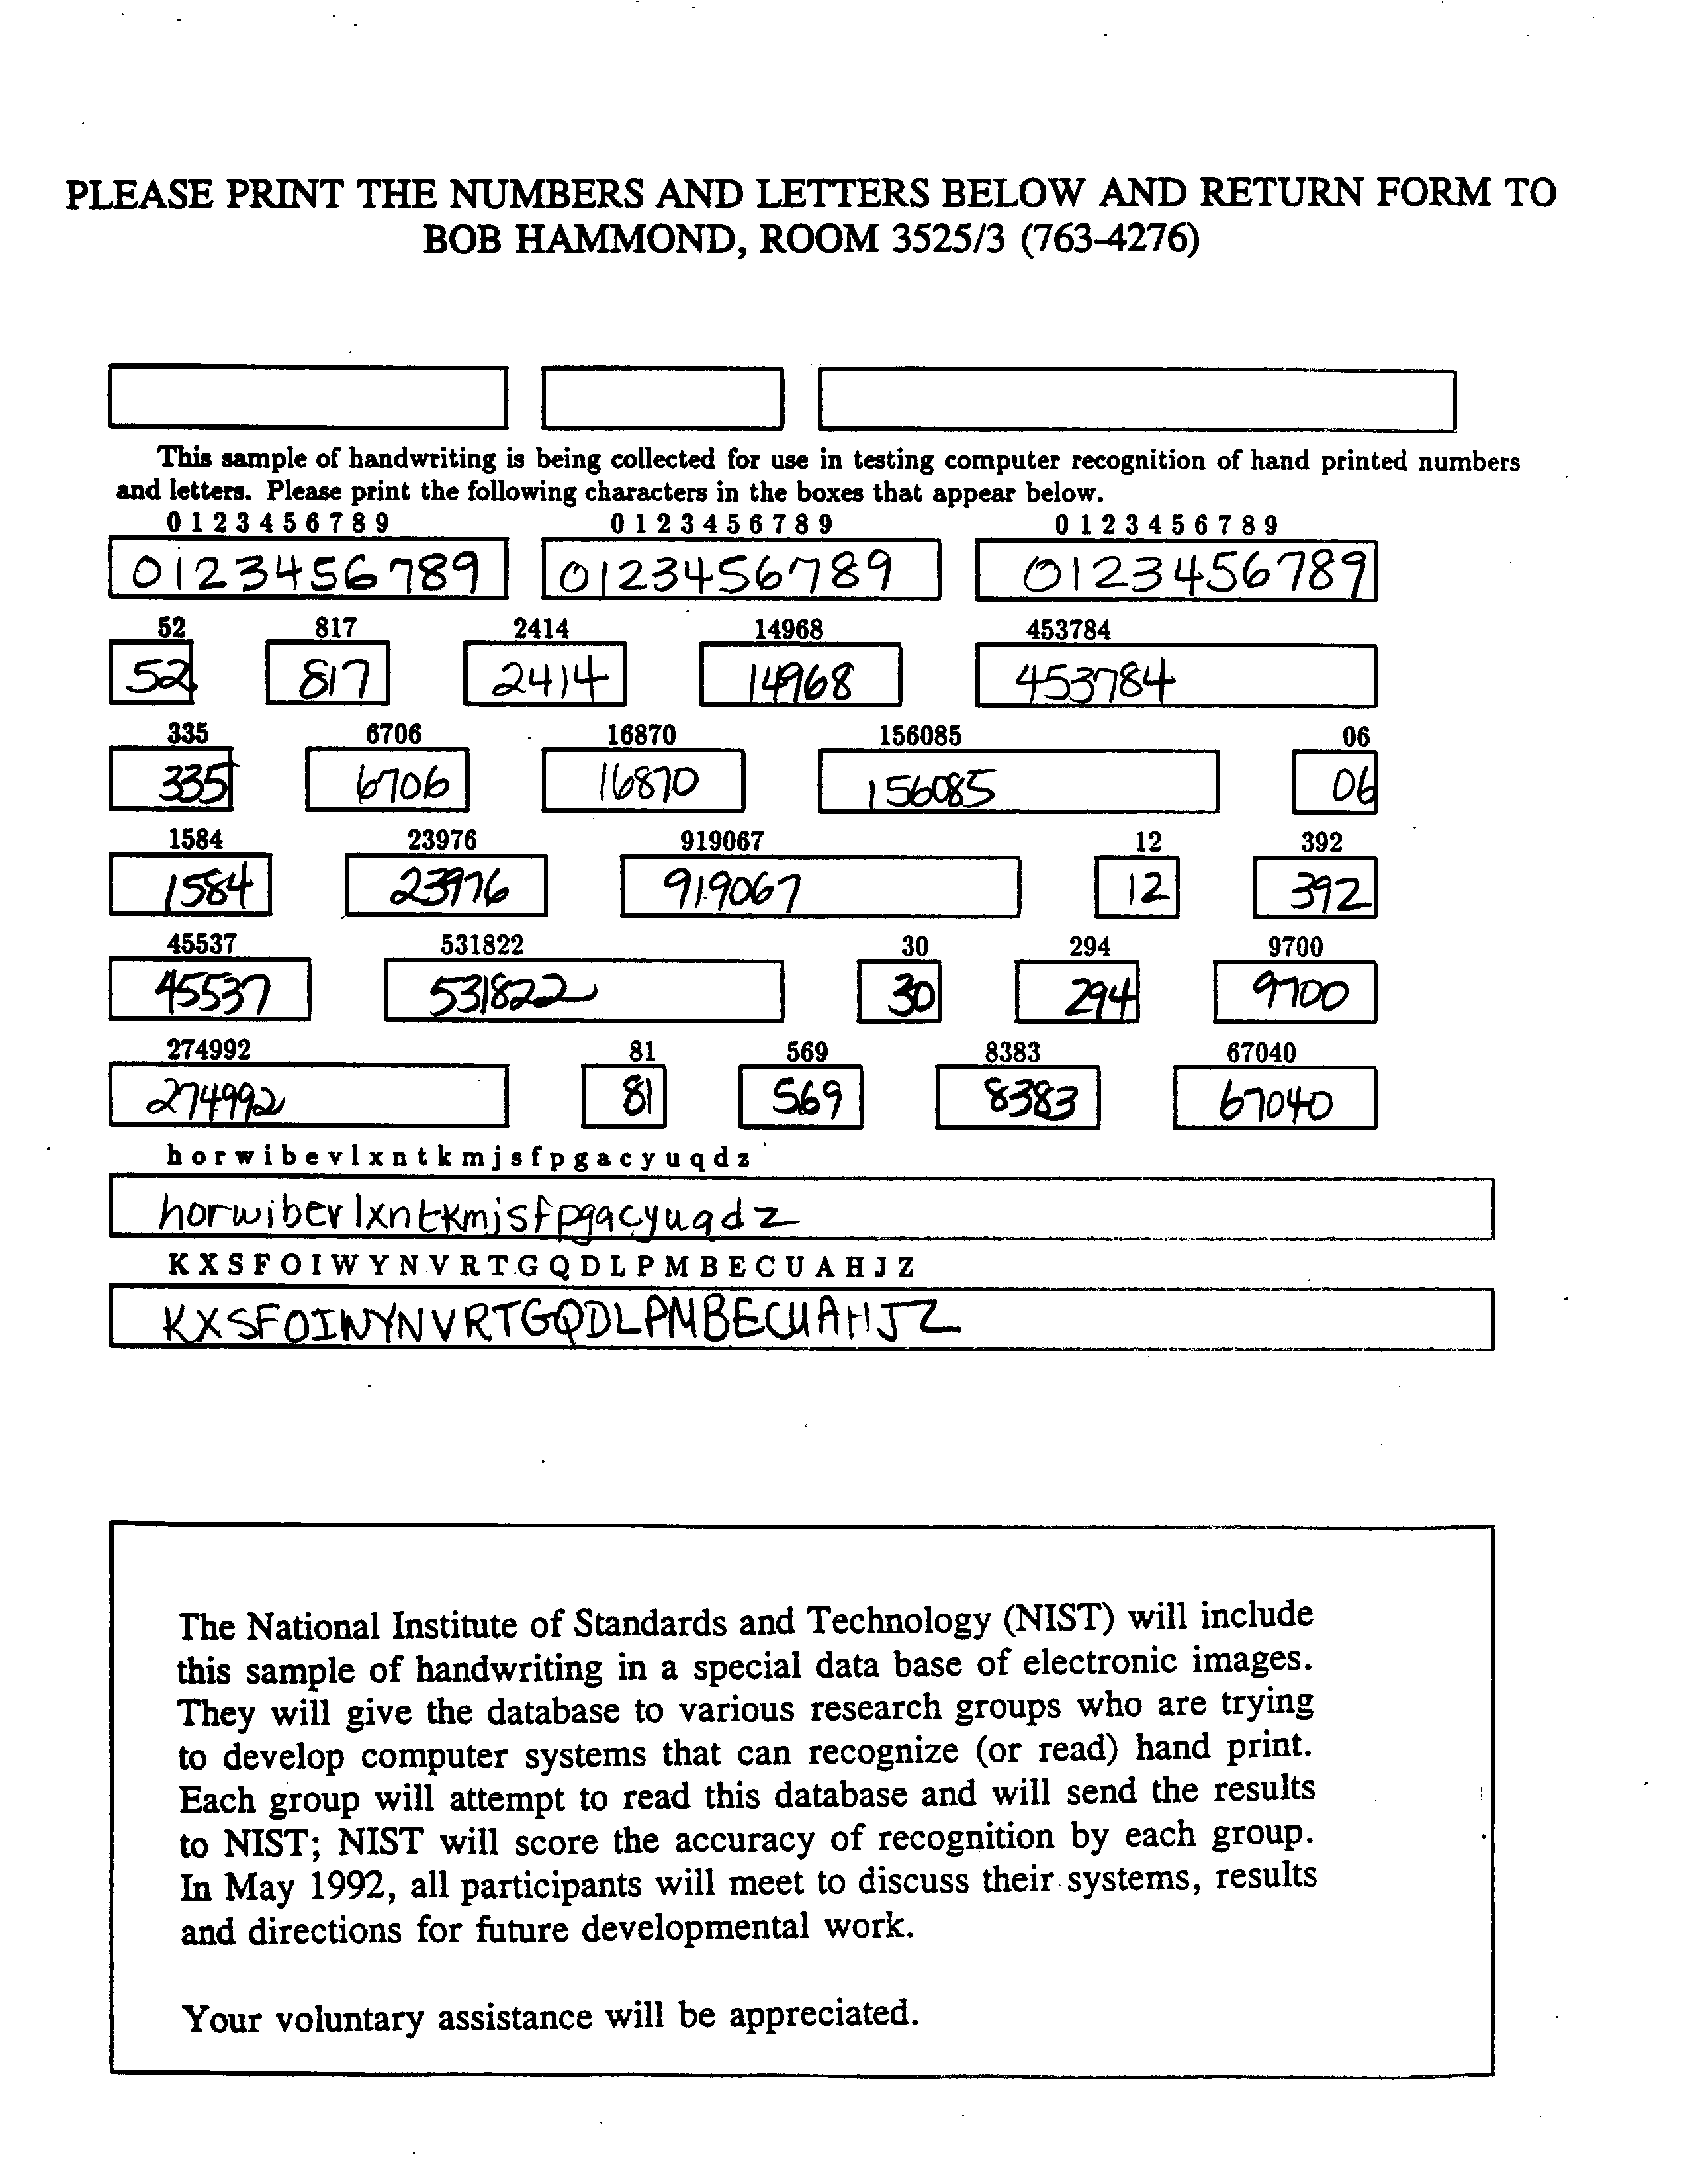 PLEASE PRINT THE NUMBERS AND LETTERS BELOW AND RETURN FORM TO
BOB HAMMOND, ROOM 3525/3 (763-4276)
This sample of handwriting is being collected for use in testing computer recognition of hand printed numbers
and letters. Please print the following characters in the boxes that appear below.
0 1 2 3 4 5 6 7 8 9 0 1 2 3 4 5 6 7 8 9 0 1 2 3 4 5 6 7 8 9
0123456789 0123456789 0123456789
52 817 2414 14968 453784
52 817 2414 14968 453784
335 6706 16870 156085 06
335 6706 16870 156085 06
1584 23976 919067 12 392
1584 23976 919067 12 392
45537 531822 30 294 9700
45537 531822 30 294 9700
274992 81 569 8383 67040
274992 81 569 8383 67040
h o r w i b e v l x n t k m j s f p g a c y u q d z
horwibevlxntkmjsfpgacyuqdz
K X S F O I W Y N V R T G Q D L P M B E C U A H J Z
KXSFOIWYNVRTGQDLPMBECUAHJZ
The National Institute of Standards and Technology (NIST) will include
this sample of handwriting in a special data base of electronic images.
They will give the database to various research groups who are trying
to develop computer systems that can recognize (or read) hand print.
Each group will attempt to read this database and will send the results
to NIST; NIST will score the accuracy of recognition by each group.
In May 1992, all participants will meet to discuss their systems, results
and directions for future developmental work.
Your voluntary assistance will be appreciated.